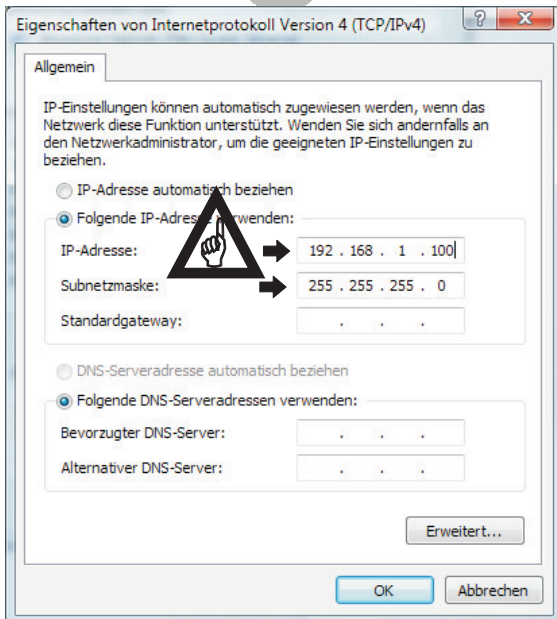 Eigenschaften von Internetprotokoll Version 4 (TCP/IPv4)
Allgemein
IP-Einstellungen können automatisch zugewiesen werden, wenn das
Netzwerk diese Funktion unterstützt. Wenden Sie sich andernfalls an
den Netzwerkadministrator, um die geeigneten IP-Einstellungen zu
beziehen.
IP-Adresse automatisch beziehen
Folgende IP-Adresse verwenden:
IP-Adresse: 192 . 168 . 1 . 100
Subnetzmaske: 255 . 255 . 255 . 0
Standardgateway: . . .
DNS-Serveradresse automatisch beziehen
Folgende DNS-Serveradressen verwenden:
Bevorzugter DNS-Server: . . .
Alternativer DNS-Server: . . .
Erweitert...
OK Abbrechen